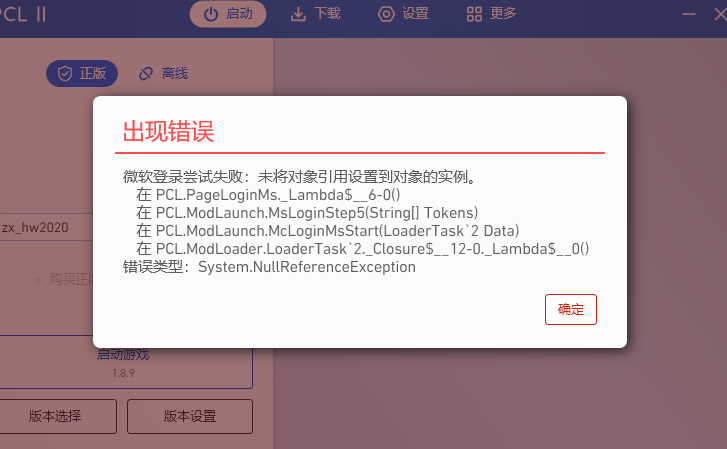 PCL II
启动
下载
设置
更多
正版
离线
出现错误
微软登录尝试失败：未将对象引用设置到对象的实例。
在 PCL.PageLoginMs._Lambda$__6-0()
在 PCL.ModLaunch.MsLoginStep5(String[] Tokens)
在 PCL.ModLaunch.McLoginMsStart(LoaderTask`2 Data)
在 PCL.ModLoader.LoaderTask`2._Closure$__12-0._Lambda$__0()
错误类型：System.NullReferenceException
确定
zx_hw2020
» 购买正
启动游戏
1.8.9
版本选择
版本设置